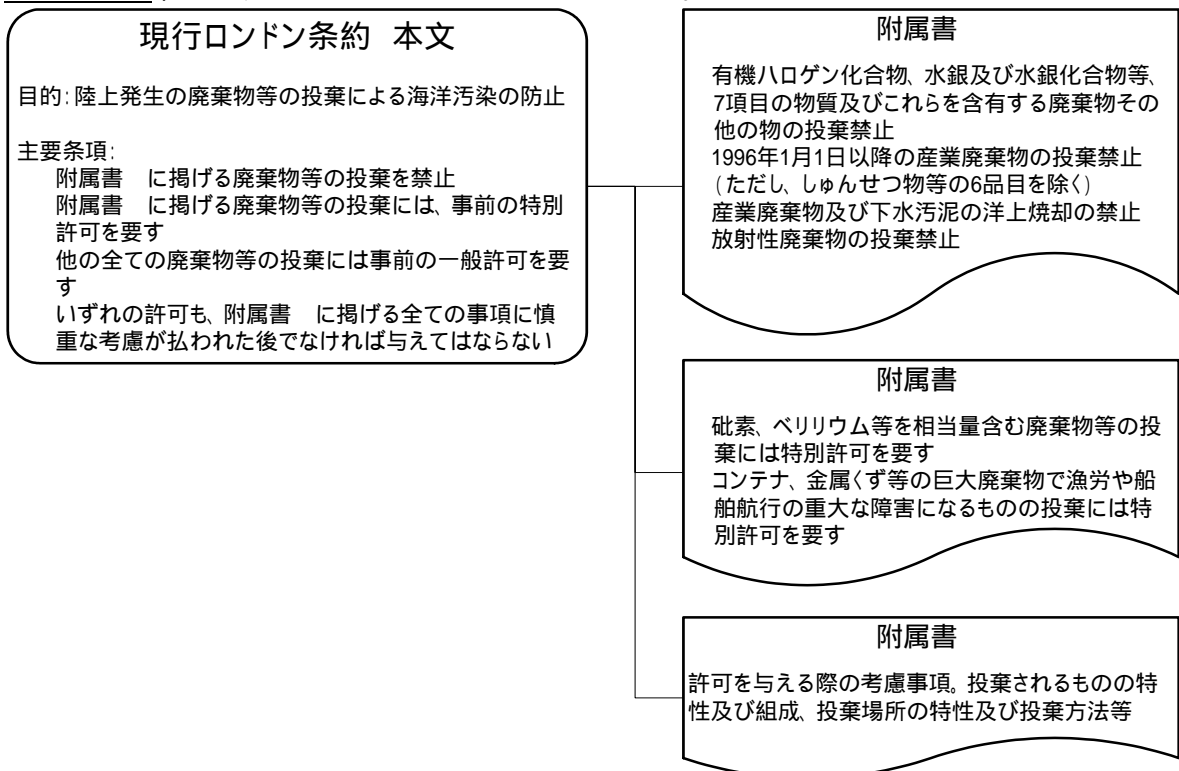 現行ロンドン条約 本文
目的:陸上発生の廃棄物等の投棄による海洋汚染の防止
主要条項:
附属書 に掲げる廃棄物等の投棄を禁止
附属書 に掲げる廃棄物等の投棄には、事前の特別
許可を要す
他の全ての廃棄物等の投棄には事前の一般許可を要
す
いずれの許可も、附属書 に掲げる全ての事項に慎
重な考慮が払われた後でなければ与えてはならない
附属書
有機ハロゲン化合物、水銀及び水銀化合物等、
7項目の物質及びこれらを含有する廃棄物その
他の物の投棄禁止
1996年1月1日以降の産業廃棄物の投棄禁止
(ただし、しゅんせつ物等の6品目を除く)
産業廃棄物及び下水汚泥の洋上焼却の禁止
放射性廃棄物の投棄禁止
附属書
砒素、ベリリウム等を相当量含む廃棄物等の投
棄には特別許可を要す
コンテナ、金属くず等の巨大廃棄物で漁労や船
舶航行の重大な障害になるものの投棄には特
別許可を要す
附属書
許可を与える際の考慮事項。投棄されるものの特
性及び組成、投棄場所の特性及び投棄方法等